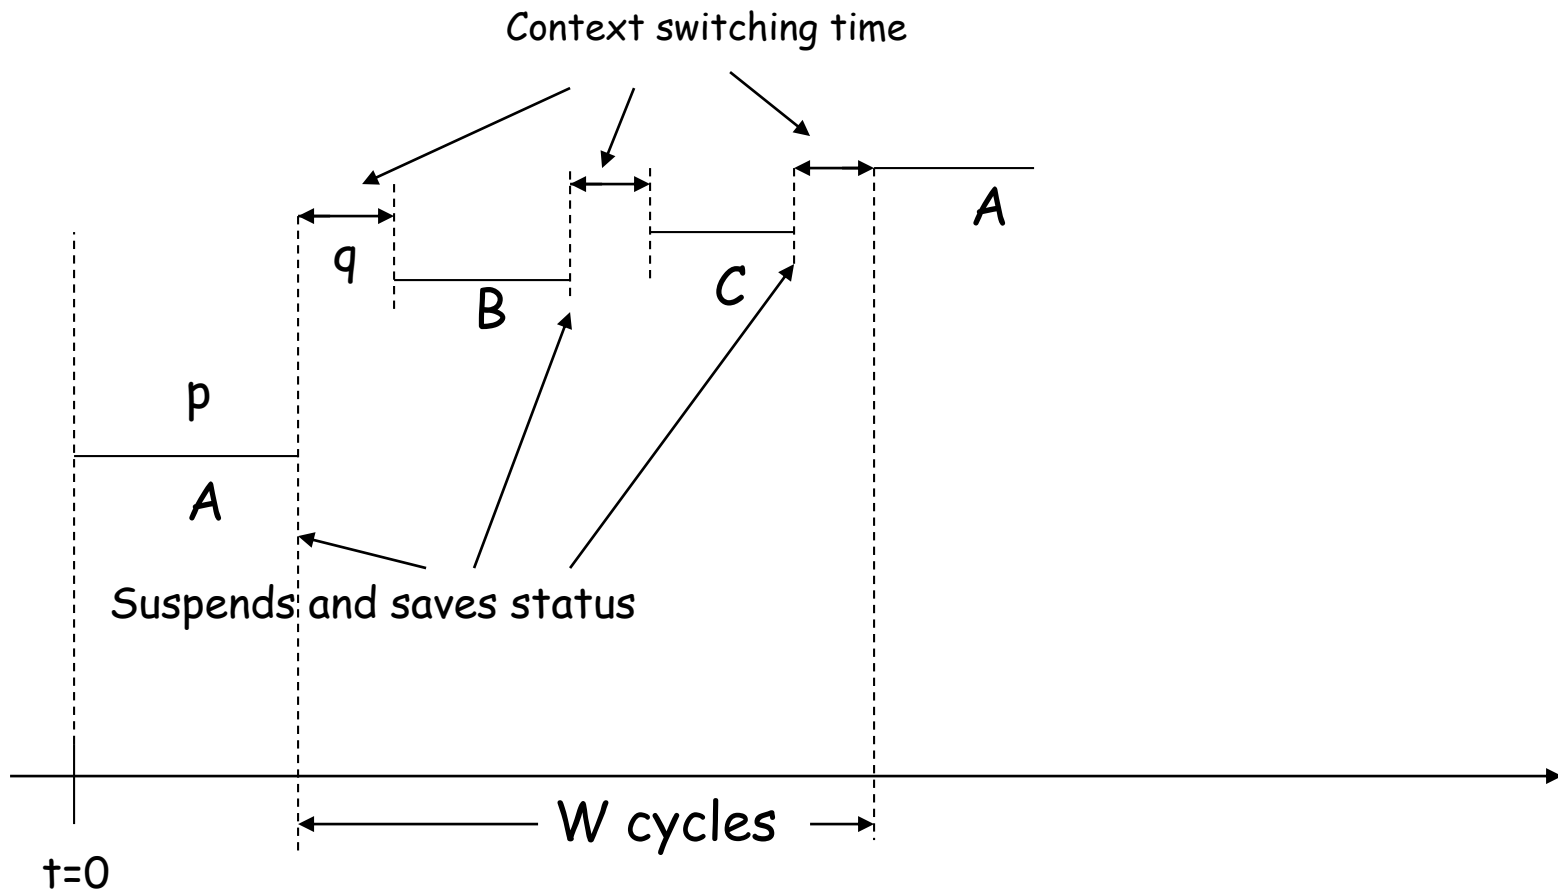 Context switching time
A
q
B
C
p
A
Suspends and saves status
W cycles
t=0